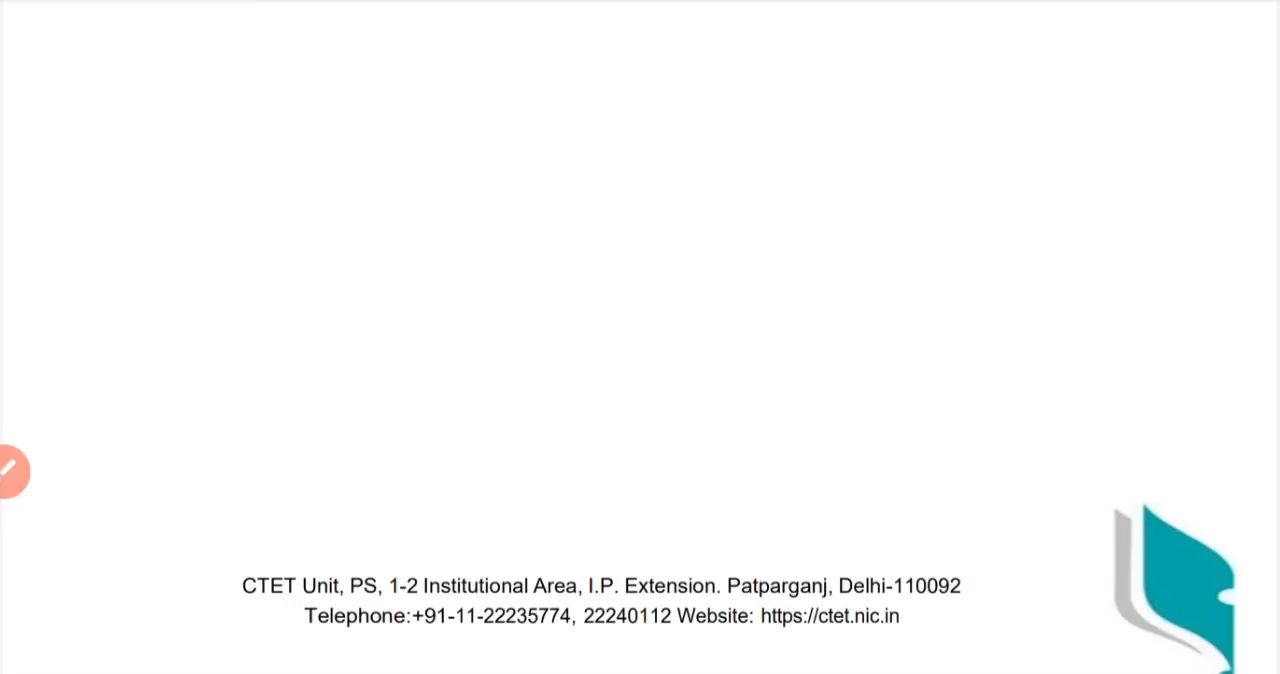 CTET Unit, PS, 1-2 Institutional Area, I.P. Extension. Patparganj, Delhi-110092
Telephone:+91-11-22235774, 22240112 Website: https://ctet.nic.in